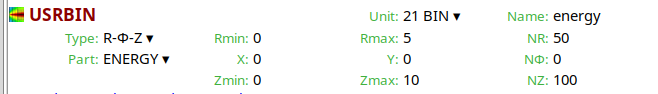 USRBIN Unit: 21 BIN ▾ Name: energy
Type: R-Φ-Z ▾ Rmin: 0 Rmax: 5 NR: 50
Part: ENERGY ▾ X: 0 Y: 0 NΦ: 0
Zmin: 0 Zmax: 10 NZ: 100